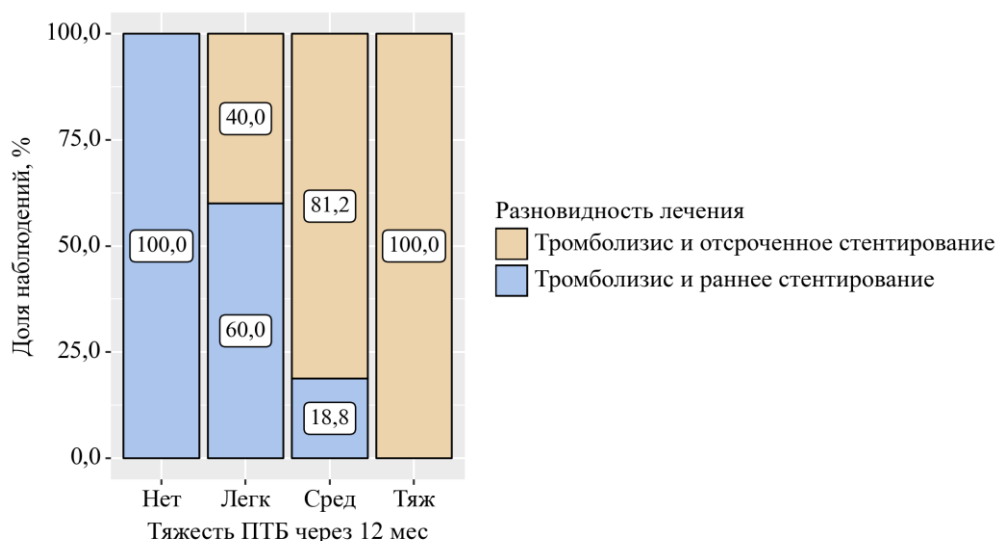 Доля наблюдений, %
100,0
75,0
50,0
25,0
0,0
100,0
40,0
60,0
81,2
18,8
100,0
Нет Легк Сред Тяж
Тяжесть ПТБ через 12 мес
Разновидность лечения
Тромболизис и отсроченное стентирование
Тромболизис и раннее стентирование